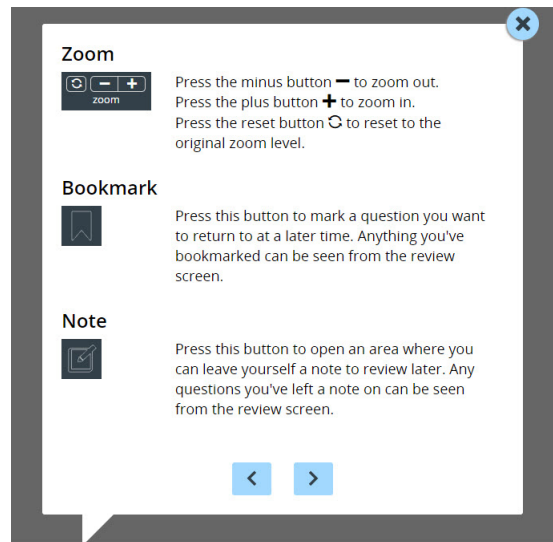 Zoom
zoom
Press the minus button − to zoom out.
Press the plus button + to zoom in.
Press the reset button to reset to the
original zoom level.
Bookmark
Press this button to mark a question you want
to return to at a later time. Anything you've
bookmarked can be seen from the review
screen.
Note
Press this button to open an area where you
can leave yourself a note to review later. Any
questions you've left a note on can be seen
from the review screen.